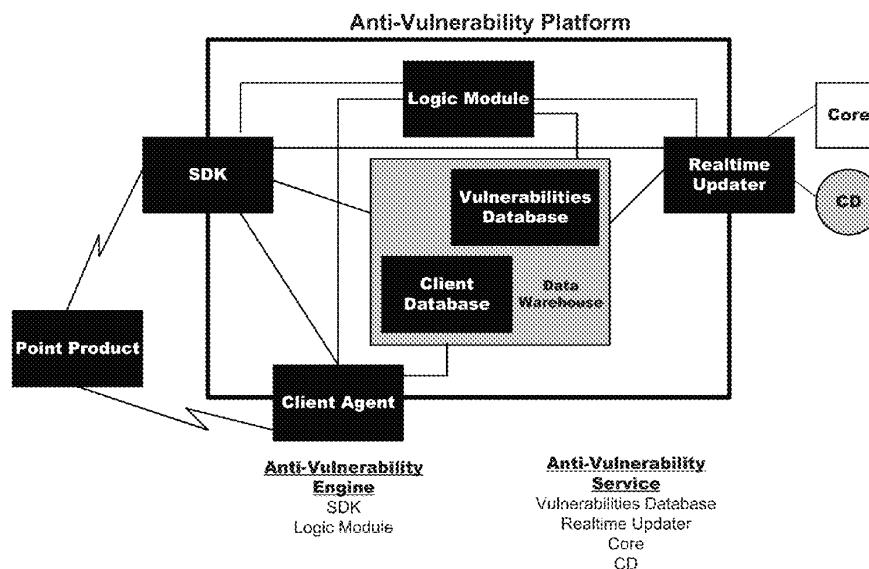 Anti-Vulnerability Platform
Logic Module
Core
SDK
Realtime
Updater
Vulnerabilities
Database
CD
Client
Database
Data
Warehouse
Point Product
Client Agent
Anti-Vulnerability
Engine
SDK
Logic Module
Anti-Vulnerability
Service
Vulnerabilities Database
Realtime Updater
Core
CD